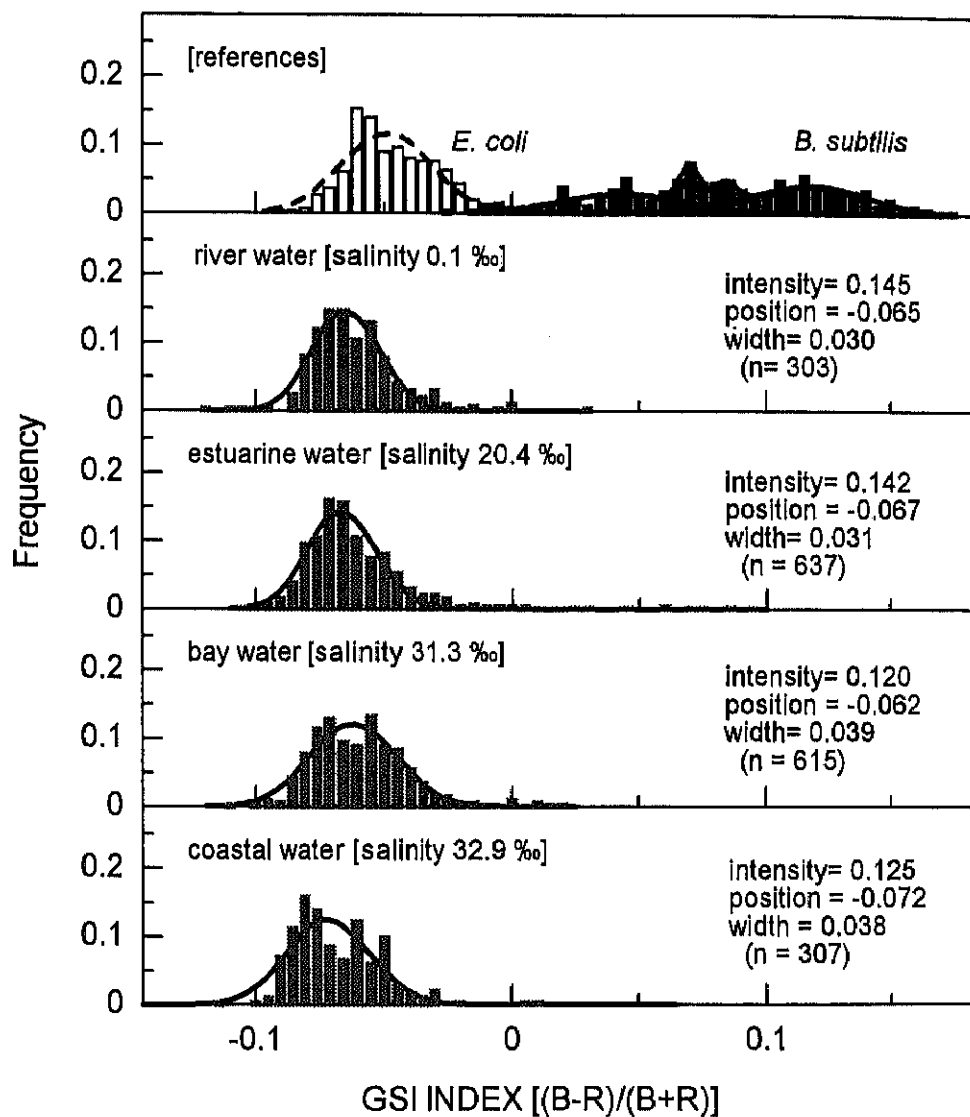 [references]
E. coli
B. subtilis
0.2
0.1
0
river water [salinity 0.1 ‰]
intensity= 0.145
position = -0.065
width= 0.030
(n= 303)
0.2
0.1
0
estuarine water [salinity 20.4 ‰]
intensity= 0.142
position = -0.067
width= 0.031
(n = 637)
0.2
0.1
0
bay water [salinity 31.3 ‰]
intensity= 0.120
position = -0.062
width= 0.039
(n = 615)
0.2
0.1
0
coastal water [salinity 32.9 ‰]
intensity= 0.125
position = -0.072
width = 0.038
(n = 307)
0.2
0.1
0
Frequency
-0.1 0 0.1
GSI INDEX [(B-R)/(B+R)]